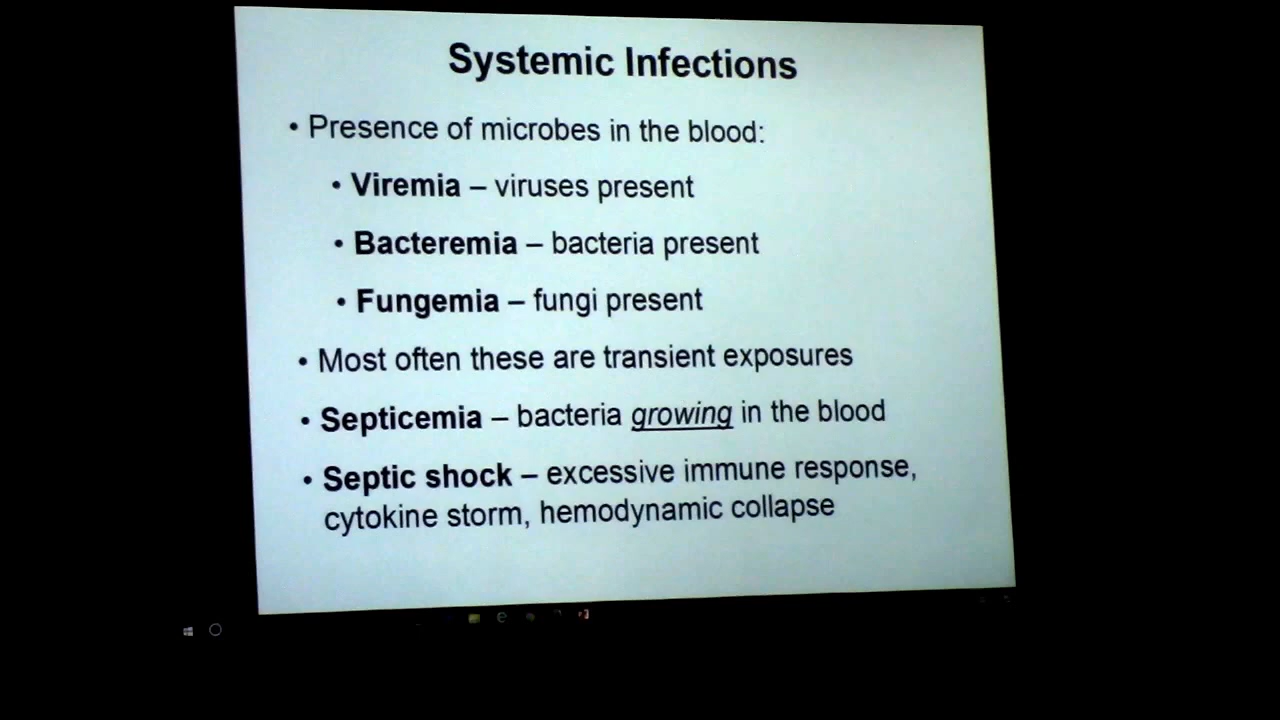 Systemic Infections
• Presence of microbes in the blood:
• Viremia – viruses present
• Bacteremia – bacteria present
• Fungemia – fungi present
• Most often these are transient exposures
• Septicemia – bacteria growing in the blood
• Septic shock – excessive immune response,
cytokine storm, hemodynamic collapse